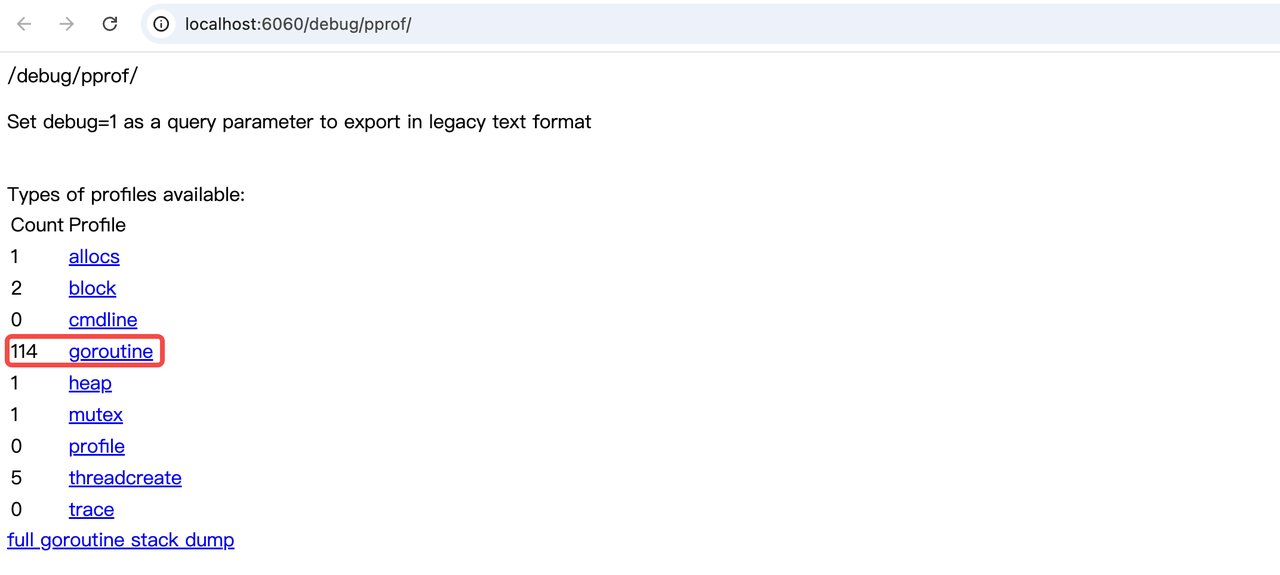 localhost:6060/debug/pprof/
/debug/pprof/
Set debug=1 as a query parameter to export in legacy text format
Types of profiles available:
Count Profile
1 allocs
2 block
0 cmdline
114 goroutine
1 heap
1 mutex
0 profile
5 threadcreate
0 trace
full goroutine stack dump